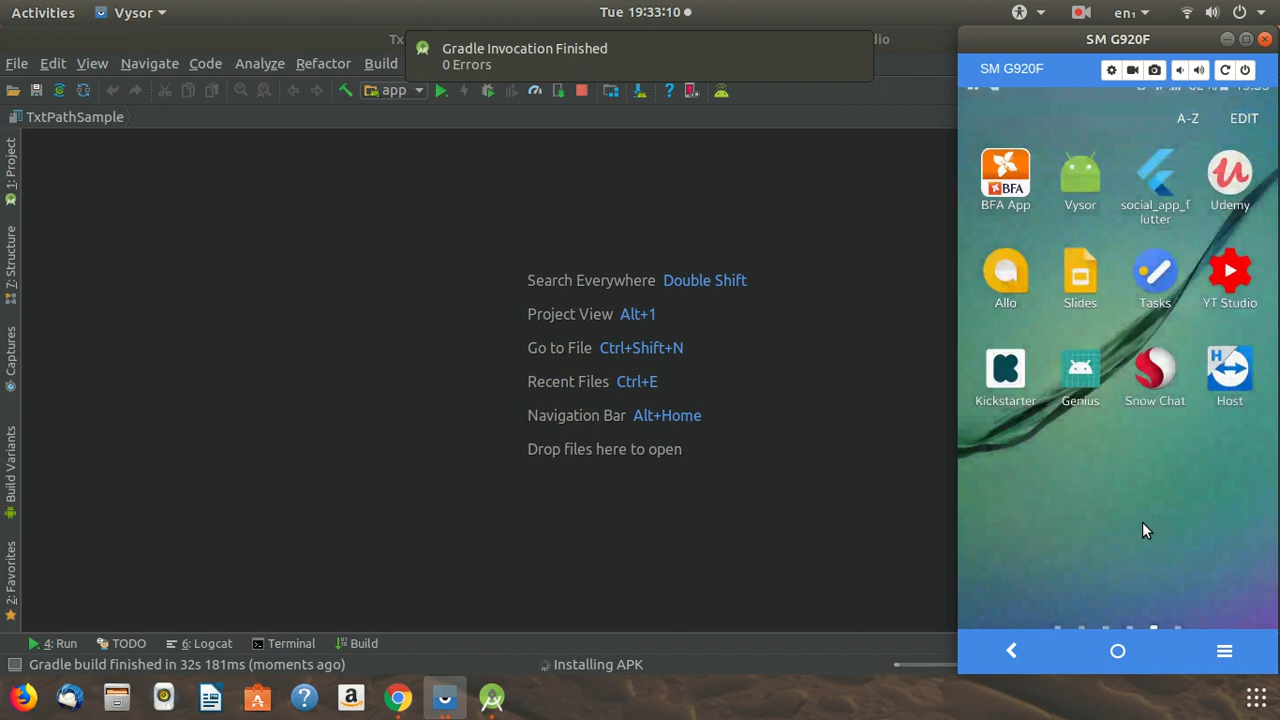 Activities
Vysor
Tue 19:33:10
en₁
Gradle Invocation Finished
0 Errors
File Edit View Navigate Code Analyze Refactor Build
app
TxtPathSample
1: Project
Z: Structure
Captures
Build Variants
2: Favorites
Search Everywhere Double Shift
Project View Alt+1
Go to File Ctrl+Shift+N
Recent Files Ctrl+E
Navigation Bar Alt+Home
Drop files here to open
4: Run TODO 6: Logcat Terminal Build
Gradle build finished in 32s 181ms (moments ago)
Installing APK
SM G920F
SM G920F
A-Z EDIT
BFA
BFA App
Vysor
social_app_f
lutter
Udemy
Allo
Slides
Tasks
YT Studio
Kickstarter
Genius
Snow Chat
H
Host